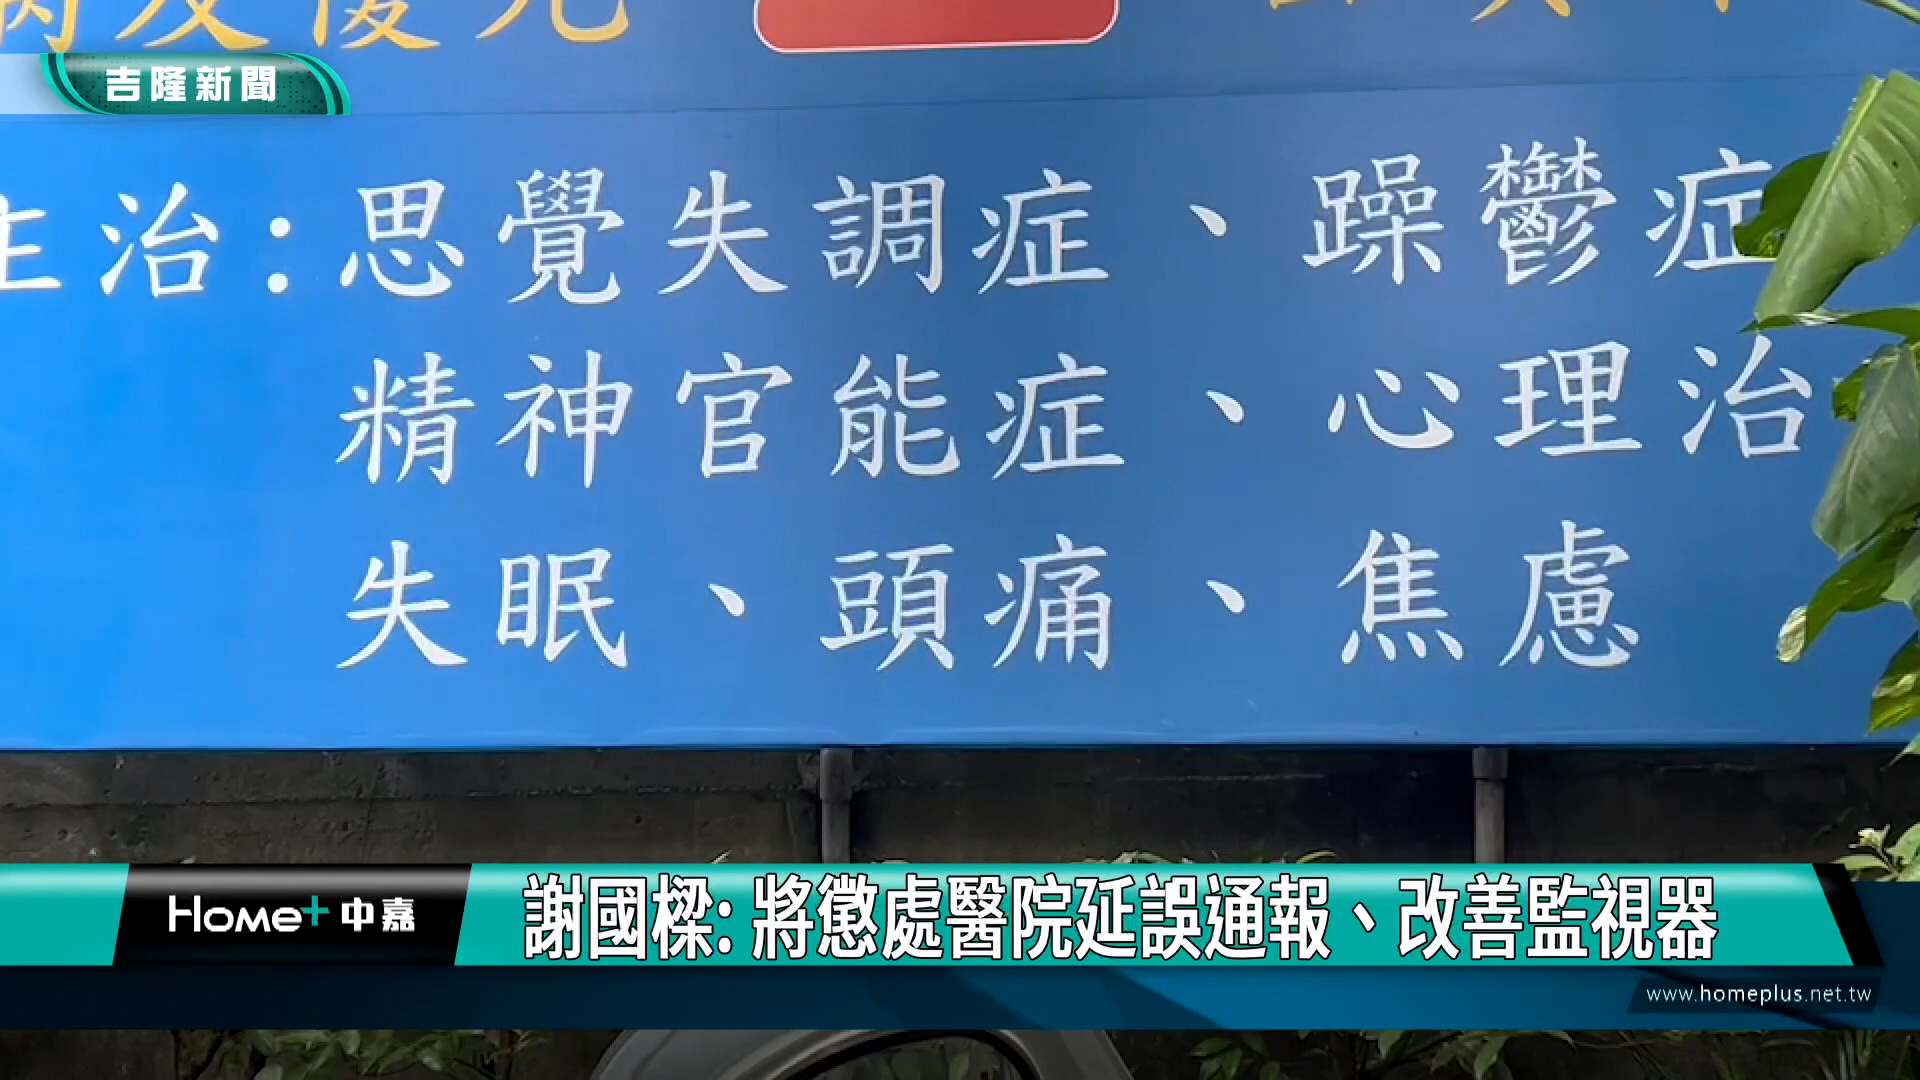 吉隆新聞
主治：思覺失調症、躁鬱症
精神官能症、心理治
失眠、頭痛、焦慮
Home+中嘉
謝國樑:將懲處醫院延誤通報、改善監視器
www.homeplus.net.tw